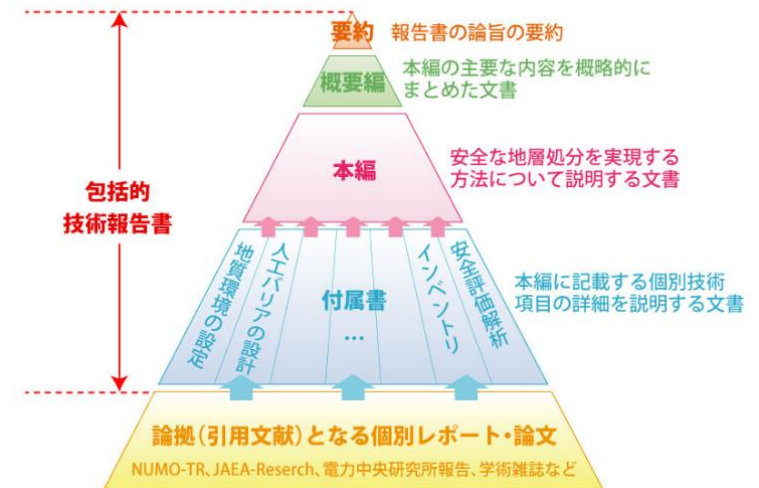 要約
報告書の論旨の要約
概要編
本編の主要な内容を概略的に
まとめた文書
本編
安全な地層処分を実現する
方法について説明する文書
包括的
技術報告書
地質環境の設定
人工バリアの設計
付属書
…
インベントリ
安全評価解析
本編に記載する個別技術
項目の詳細を説明する文書
論拠(引用文献)となる個別レポート・論文
NUMO-TR、JAEA-Reserch、電力中央研究所報告、学術雑誌など